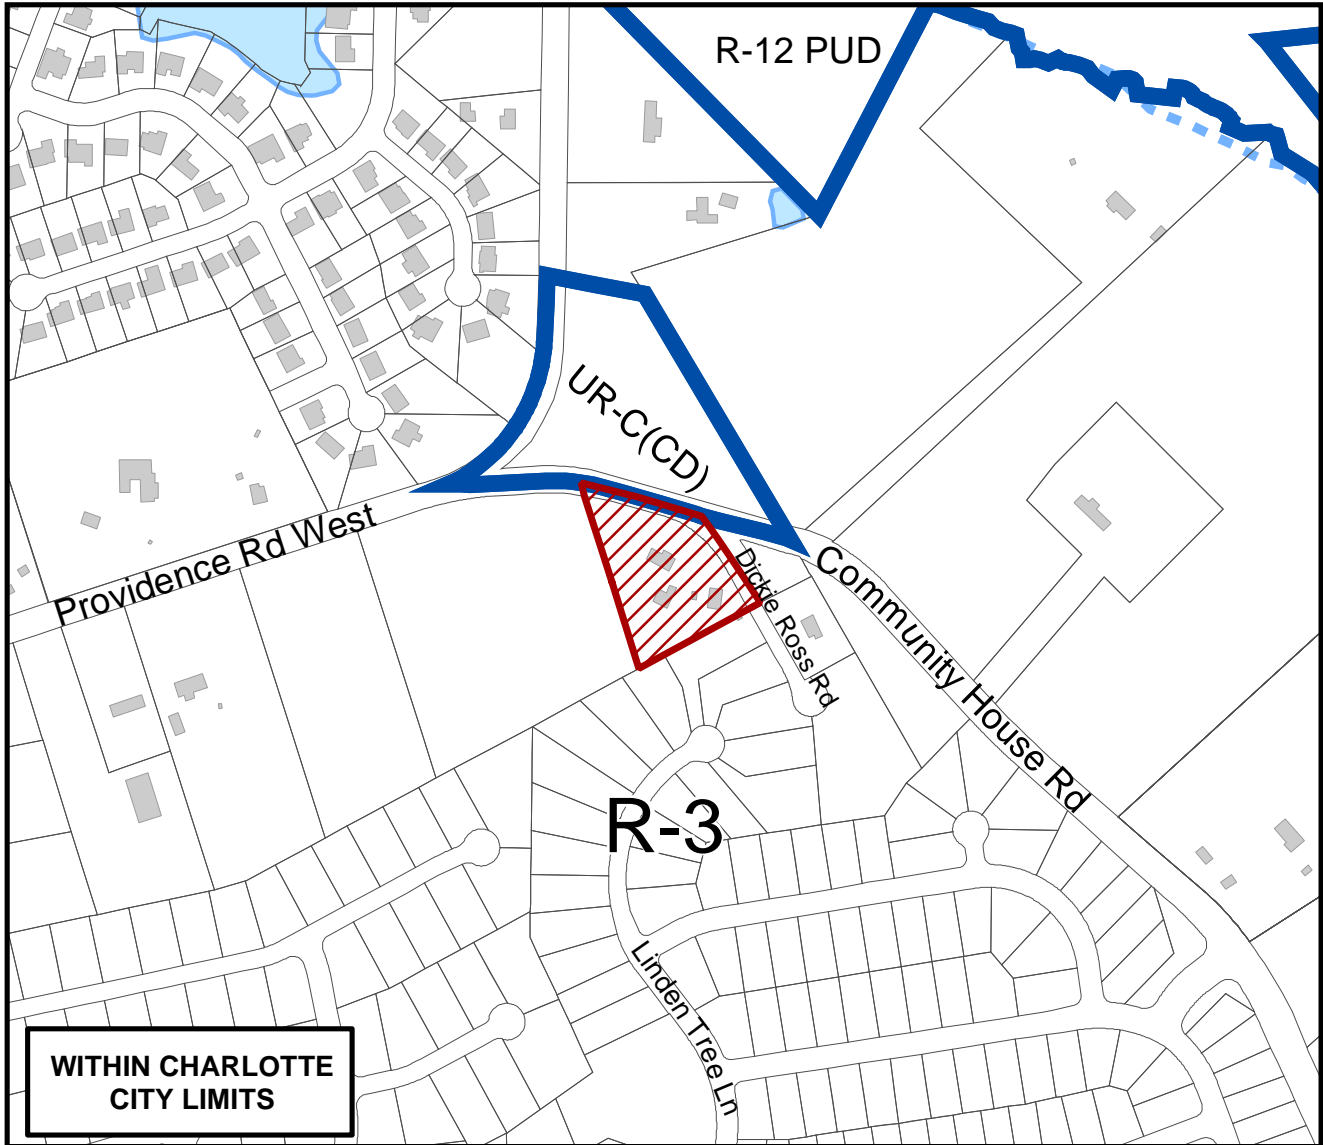 R-12 PUD
UR-C(CD)
Providence Rd West
Dickie Ross Rd
Community House Rd
R-3
Linden Tree Ln
WITHIN CHARLOTTE
CITY LIMITS